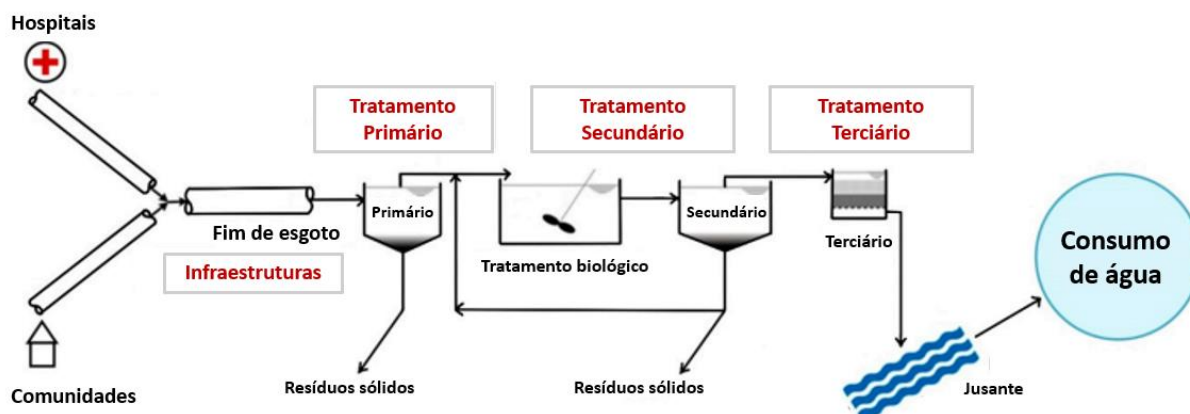 Hospitais
Tratamento
Primário
Tratamento
Secundário
Tratamento
Terciário
Primário
Secundário
Fim de esgoto
Terciário
Infraestruturas
Tratamento biológico
Consumo
de água
Comunidades
Resíduos sólidos
Resíduos sólidos
Jusante